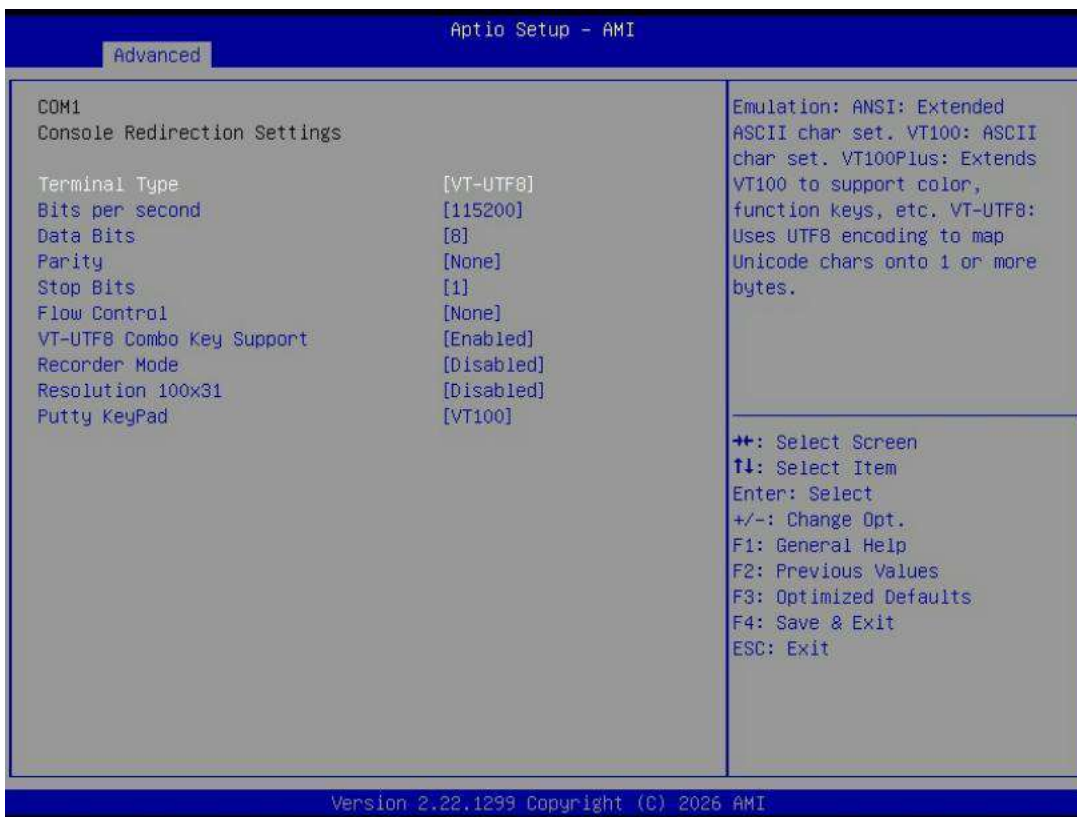 Aptio Setup – AMI
Advanced
COM1
Console Redirection Settings
Terminal Type [VT-UTF8]
Bits per second [115200]
Data Bits [8]
Parity [None]
Stop Bits [1]
Flow Control [None]
VT-UTF8 Combo Key Support [Enabled]
Recorder Mode [Disabled]
Resolution 100x31 [Disabled]
Putty KeyPad [VT100]
Emulation: ANSI: Extended
ASCII char set. VT100: ASCII
char set. VT100Plus: Extends
VT100 to support color,
function keys, etc. VT-UTF8:
Uses UTF8 encoding to map
Unicode chars onto 1 or more
bytes.
→←: Select Screen
↑↓: Select Item
Enter: Select
+/-: Change Opt.
F1: General Help
F2: Previous Values
F3: Optimized Defaults
F4: Save & Exit
ESC: Exit
Version 2.22.1299 Copyright (C) 2026 AMI